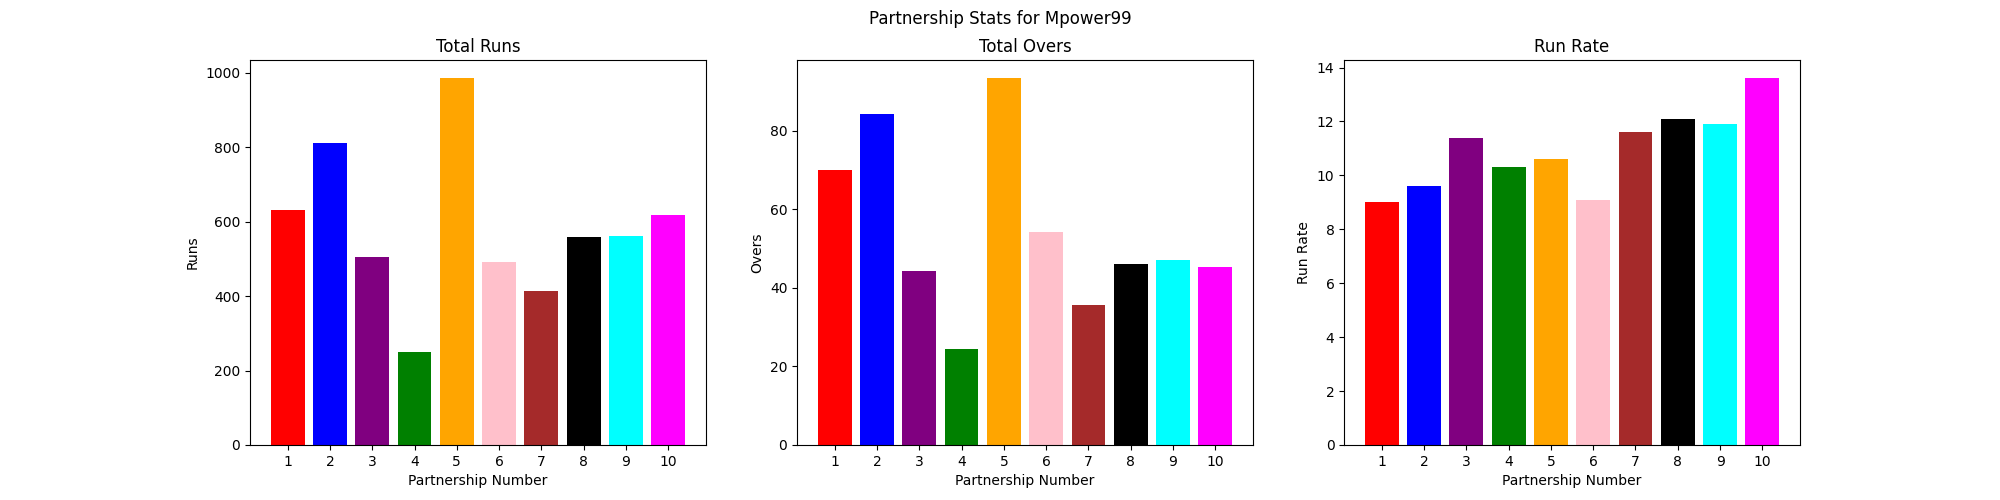 Partnership Stats for Mpower99
Total Runs
Runs
1000
800
600
400
200
0
1 2 3 4 5 6 7 8 9 10
Partnership Number
Total Overs
Overs
80
60
40
20
0
1 2 3 4 5 6 7 8 9 10
Partnership Number
Run Rate
Run Rate
14
12
10
8
6
4
2
0
1 2 3 4 5 6 7 8 9 10
Partnership Number